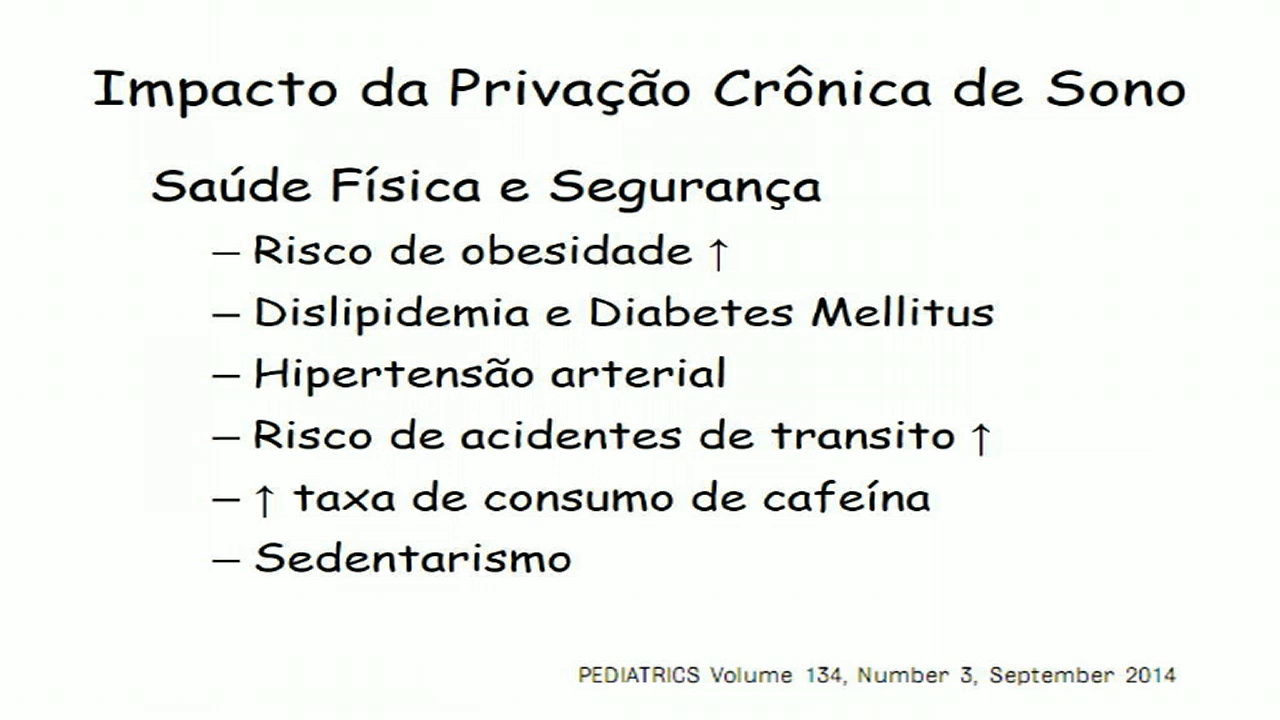 Impacto da Privação Crônica de Sono
Saúde Física e Segurança
– Risco de obesidade ↑
– Dislipidemia e Diabetes Mellitus
– Hipertensão arterial
– Risco de acidentes de transito ↑
– ↑ taxa de consumo de cafeína
– Sedentarismo
PEDIATRICS Volume 134, Number 3, September 2014